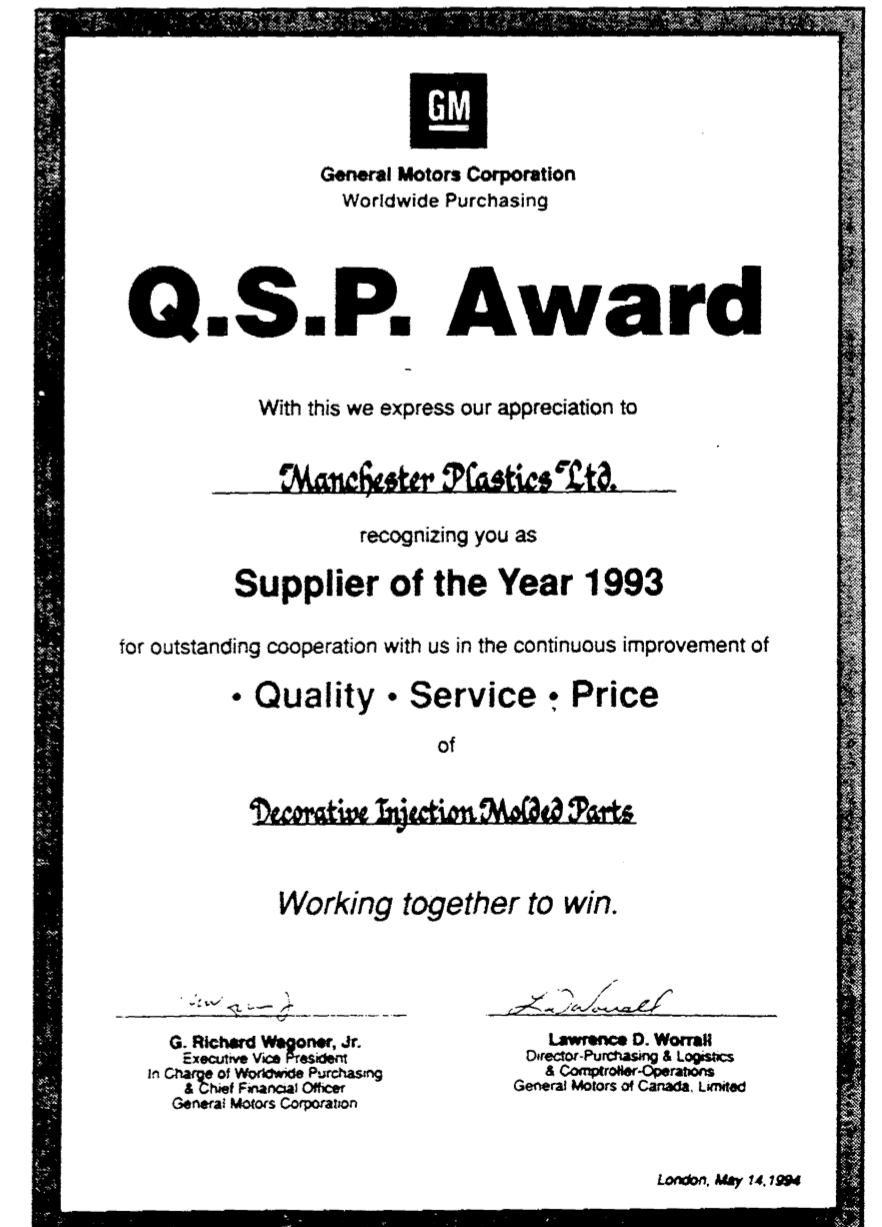 GM
General Motors Corporation
Worldwide Purchasing
Q.S.P. Award
With this we express our appreciation to
Manchester Plastics Ltd.
recognizing you as
Supplier of the Year 1993
for outstanding cooperation with us in the continuous improvement of
• Quality • Service • Price
of
Decorative Injection Molded Parts
Working together to win.
L D Worrall
G. Richard Wagoner, Jr.
Executive Vice President
In Charge of Worldwide Purchasing
& Chief Financial Officer
General Motors Corporation
Lawrence D. Worrall
Director-Purchasing & Logistics
& Comptroller-Operations
General Motors of Canada, Limited
London, May 14, 1994